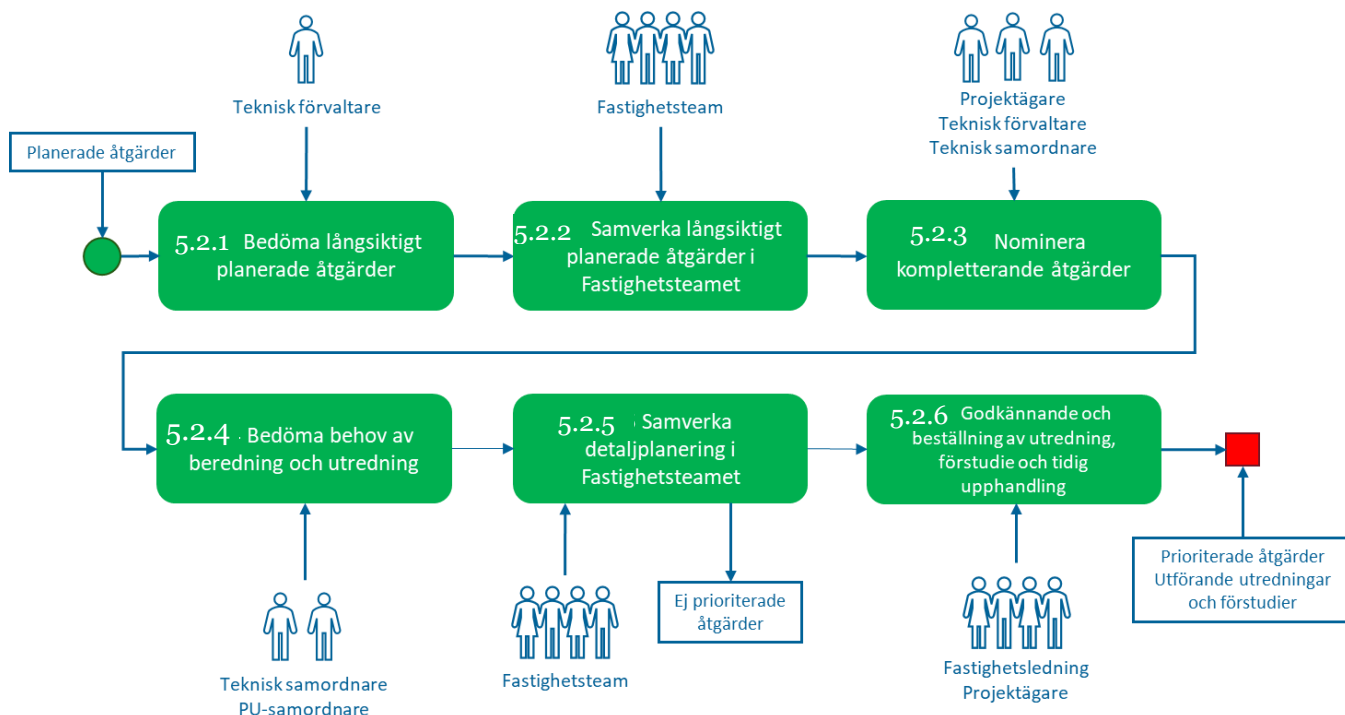 Teknisk förvaltare
Fastighetsteam
Projektägare
Teknisk förvaltare
Teknisk samordnare
Planerade åtgärder
5.2.1 Bedöma långsiktigt
planerade åtgärder
5.2.2 Samverka långsiktigt
planerade åtgärder i
Fastighetsteamet
5.2.3 Nominera
kompletterande åtgärder
5.2.4 Bedöma behov av
beredning och utredning
5.2.5 Samverka
detaljplanering i
Fastighetsteamet
5.2.6 Godkännande och
beställning av utredning,
förstudie och tidig
upphandling
Prioriterade åtgärder
Utförande utredningar
och förstudier
Ej prioriterade
åtgärder
Teknisk samordnare
PU-samordnare
Fastighetsteam
Fastighetsledning
Projektägare